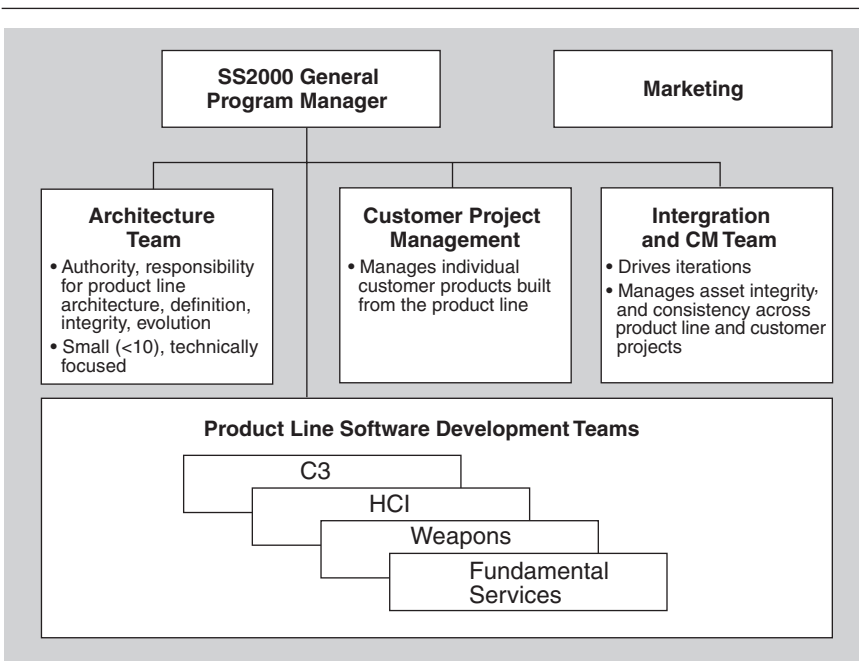 SS2000 General
Program Manager
Marketing
Architecture
Team
• Authority, responsibility
for product line
architecture, definition,
integrity, evolution
• Small (<10), technically
focused
Customer Project
Management
• Manages individual
customer products built
from the product line
Intergration
and CM Team
• Drives iterations
• Manages asset integrity,
and consistency across
product line and customer
projects
Product Line Software Development Teams
C3
HCI
Weapons
Fundamental
Services